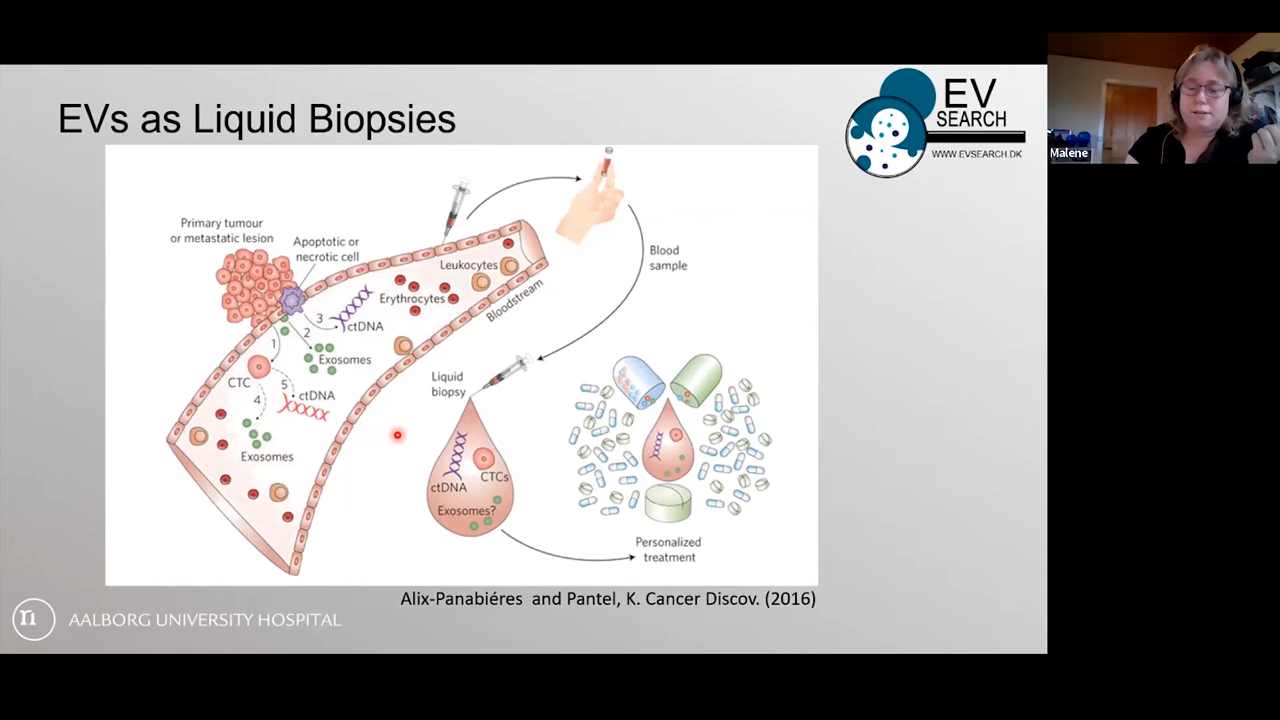 EVs as Liquid Biopsies
EV
SEARCH
WWW.EVSEARCH.DK
Malene
Primary tumour
or metastatic lesion
Apoptotic or
necrotic cell
Leukocytes
Erythrocytes
Bloodstream
Blood
sample
3
ctDNA
2
1
Exosomes
CTC
5
ctDNA
4
Exosomes
Liquid
biopsy
ctDNA
CTCs
Exosomes?
Personalized
treatment
Alix-Panabiéres and Pantel, K. Cancer Discov. (2016)
n
AALBORG UNIVERSITY HOSPITAL